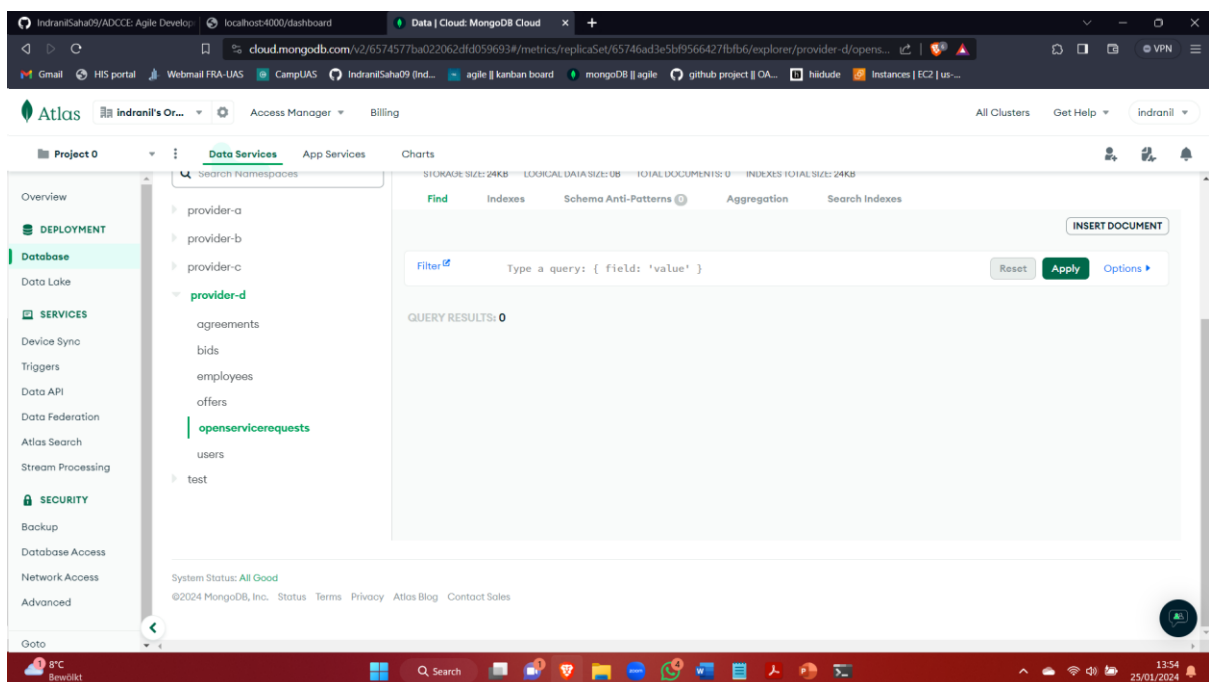 IndranilSaha09/ADCCE: Agile Develop
localhost:4000/dashboard
Data | Cloud: MongoDB Cloud
cloud.mongodb.com/v2/6574577ba022062dfd059693#/metrics/replicaSet/65746ad3e5bf9566427fbfb6/explorer/provider-d/opens...
VPN
Gmail
HIS portal
Webmail FRA-UAS
CampUAS
IndranilSaha09 (Ind...
agile || kanban board
mongoDB || agile
github project || OA...
hiidude
Instances | EC2 | us-...
Atlas
indranil's Or...
Access Manager
Billing
All Clusters
Get Help
indranil
Project 0
Data Services
App Services
Charts
Overview
DEPLOYMENT
Database
Data Lake
SERVICES
Device Sync
Triggers
Data API
Data Federation
Atlas Search
Stream Processing
SECURITY
Backup
Database Access
Network Access
Advanced
Goto
Search Namespaces
provider-a
provider-b
provider-c
provider-d
agreements
bids
employees
offers
openservicerequests
users
test
STORAGE SIZE: 24KB LOGICAL DATA SIZE: 0B TOTAL DOCUMENTS: 0 INDEXES TOTAL SIZE: 24KB
Find
Indexes
Schema Anti-Patterns 0
Aggregation
Search Indexes
INSERT DOCUMENT
Filter
Type a query: { field: 'value' }
Reset
Apply
Options
QUERY RESULTS: 0
System Status: All Good
©2024 MongoDB, Inc. Status Terms Privacy Atlas Blog Contact Sales
8°C
Bewölkt
Search
13:54
25/01/2024